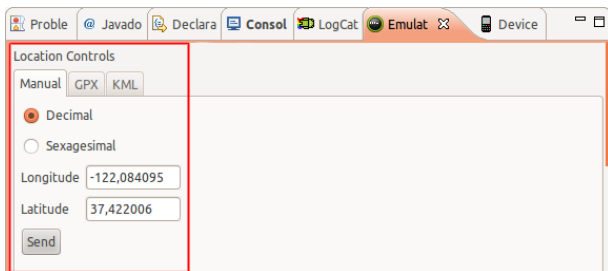 Proble @ Javado Declara Consol LogCat Emulat Device
Location Controls
Manual GPX KML
Decimal
Sexagesimal
Longitude -122,084095
Latitude 37,422006
Send